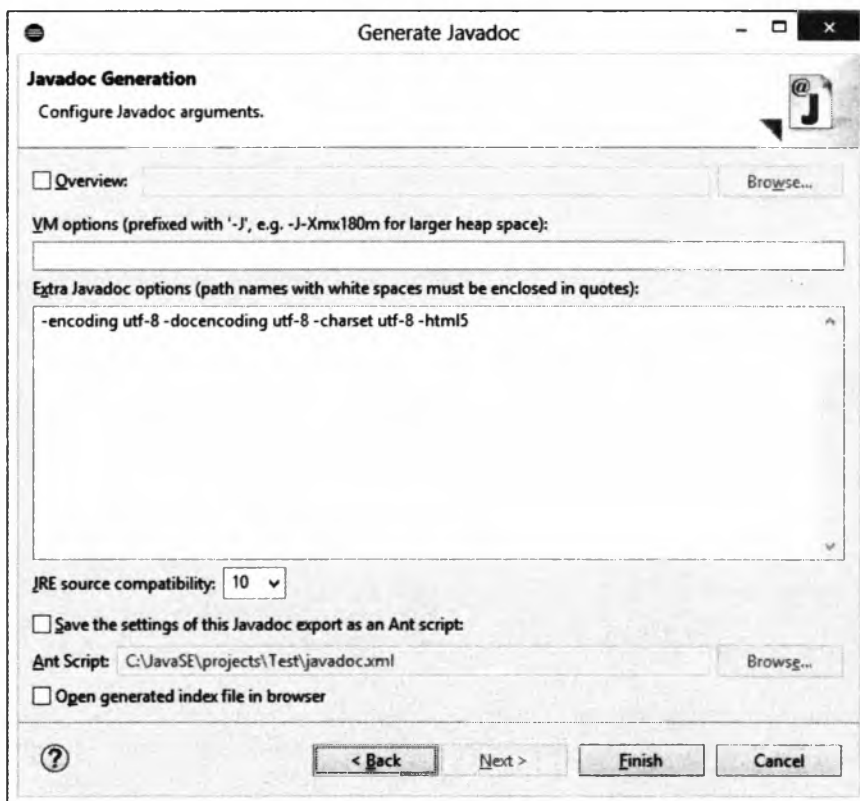 Generate Javadoc
Javadoc Generation
Configure Javadoc arguments.
@
J
Overview:
Browse...
VM options (prefixed with '-J', e.g. -J-Xmx180m for larger heap space):
Extra Javadoc options (path names with white spaces must be enclosed in quotes):
-encoding utf-8 -docencoding utf-8 -charset utf-8 -html5
JRE source compatibility: 10
Save the settings of this Javadoc export as an Ant script:
Ant Script: C:\JavaSE\projects\Test\javadoc.xml Browse...
Open generated index file in browser
? < Back Next > Finish Cancel